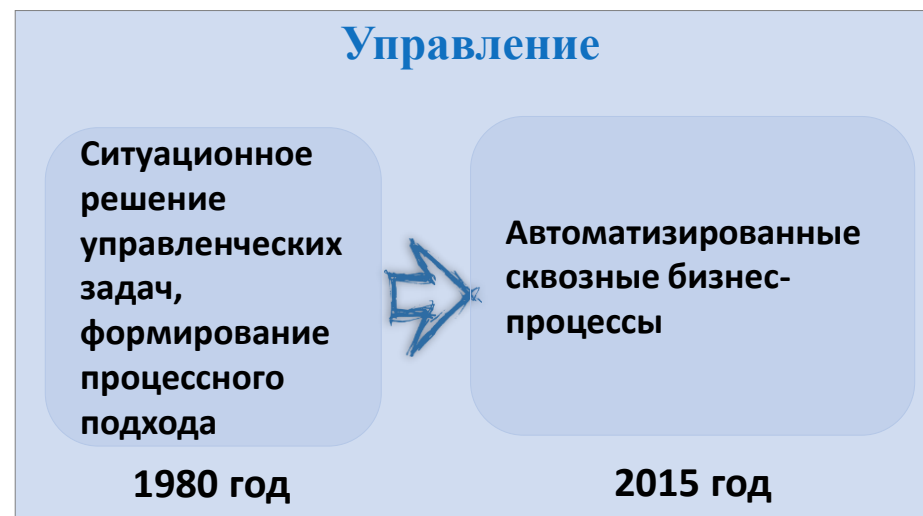 Управление
Ситуационное
решение
управленческих
задач,
формирование
процессного
подхода
Автоматизированные
сквозные бизнес-
процессы
1980 год
2015 год